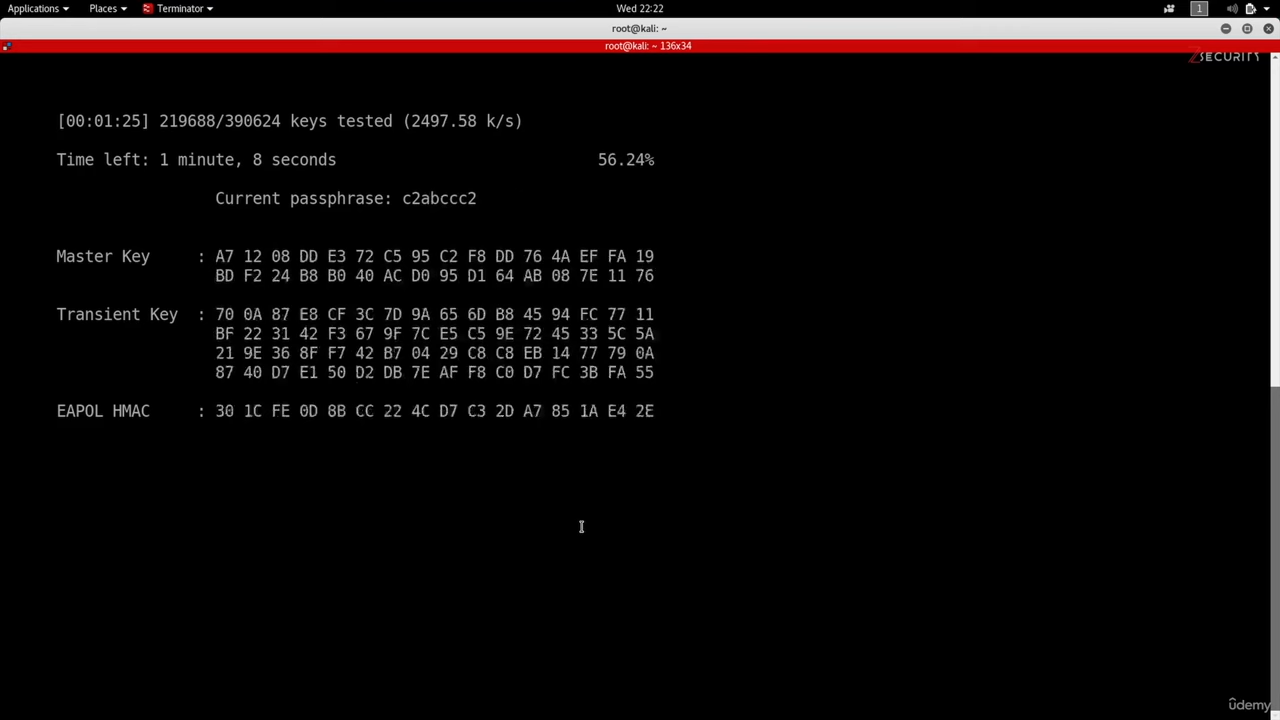 Applications Places Terminator Wed 22:22 1
root@kali: ~
root@kali: ~ 136x34
ZSECURITY
[00:01:25] 219688/390624 keys tested (2497.58 k/s)
Time left: 1 minute, 8 seconds 56.24%
Current passphrase: c2abccc2
Master Key : A7 12 08 DD E3 72 C5 95 C2 F8 DD 76 4A EF FA 19
BD F2 24 B8 B0 40 AC D0 95 D1 64 AB 08 7E 11 76
Transient Key : 70 0A 87 E8 CF 3C 7D 9A 65 6D B8 45 94 FC 77 11
BF 22 31 42 F3 67 9F 7C E5 C5 9E 72 45 33 5C 5A
21 9E 36 8F F7 42 B7 04 29 C8 C8 EB 14 77 79 0A
87 40 D7 E1 50 D2 DB 7E AF F8 C0 D7 FC 3B FA 55
EAPOL HMAC : 30 1C FE 0D 8B CC 22 4C D7 C3 2D A7 85 1A E4 2E
ûdemy